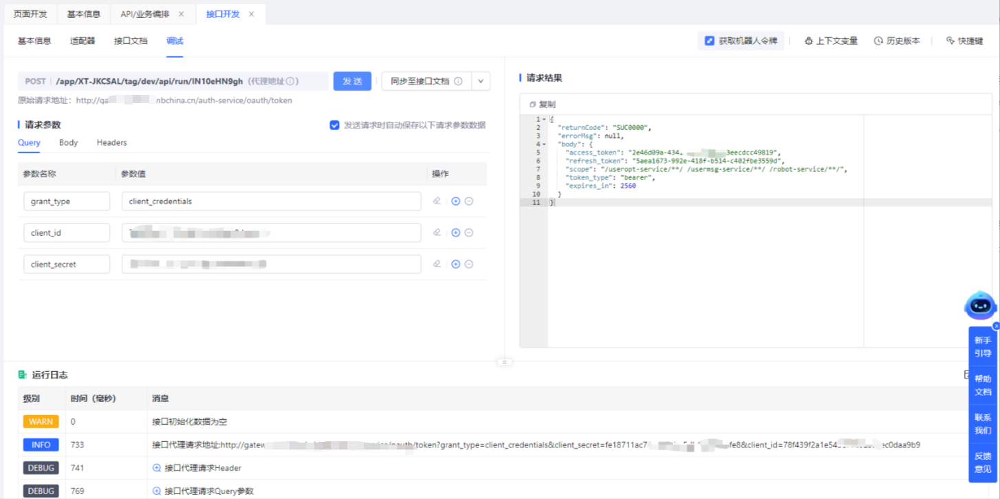 页面开发 基本信息 API/业务编排 × 接口开发 ×
基本信息 适配器 接口文档 调试 获取机器人令牌 上下文变量 历史版本 快捷键
POST /app/XT-JKCSAL/tag/dev/api/run/IN10eHN9gh (代理地址) 发 送 同步至接口文档
原始请求地址: http://qa nbchina.cn/auth-service/oauth/token
请求参数 发送请求时自动保存以下请求参数数据
Query Body Headers
参数名称 参数值 操作
grant_type client_credentials
client_id
client_secret
请求结果
复制
1 {
2 "returnCode": "SUC0000",
3 "errorMsg": null,
4 "body": {
5 "access_token": "2e46d09a-434 3eecdcc49819",
6 "refresh_token": "5aea1673-992e-418f-b514-c402fbe3559d",
7 "scope": "/useropt-service/**/ /usermsg-service/**/ /robot-service/**/",
8 "token_type": "bearer",
9 "expires_in": 2560
10 }
11 }
新手
引导
帮助
文档
联系
我们
反馈
意见
运行日志
级别 时间（毫秒） 消息
WARN 0 接口初始化数据为空
INFO 733 接口代理请求地址:http://gatew oauth/token?grant_type=client_credentials&client_secret=fe18711ac7 fe8&client_id=78f439f2a1e54 ec0daa9b9
DEBUG 741 接口代理请求Header
DEBUG 769 接口代理请求Query参数